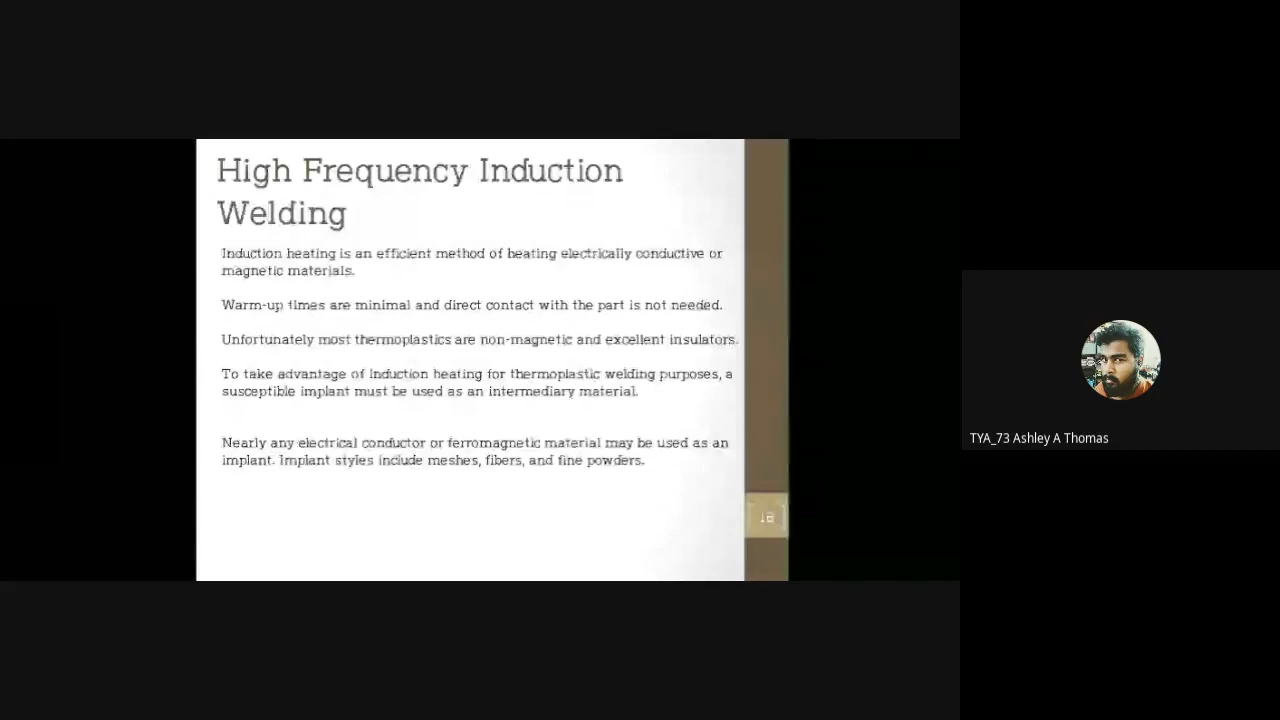 High Frequency Induction
Welding
Induction heating is an efficient method of heating electrically conductive or
magnetic materials.
Warm-up times are minimal and direct contact with the part is not needed.
Unfortunately most thermoplastics are non-magnetic and excellent insulators.
To take advantage of induction heating for thermoplastic welding purposes, a
susceptible implant must be used as an intermediary material.
Nearly any electrical conductor or ferromagnetic material may be used as an
implant. Implant styles include meshes, fibers, and fine powders.
TYA_73 Ashley A Thomas